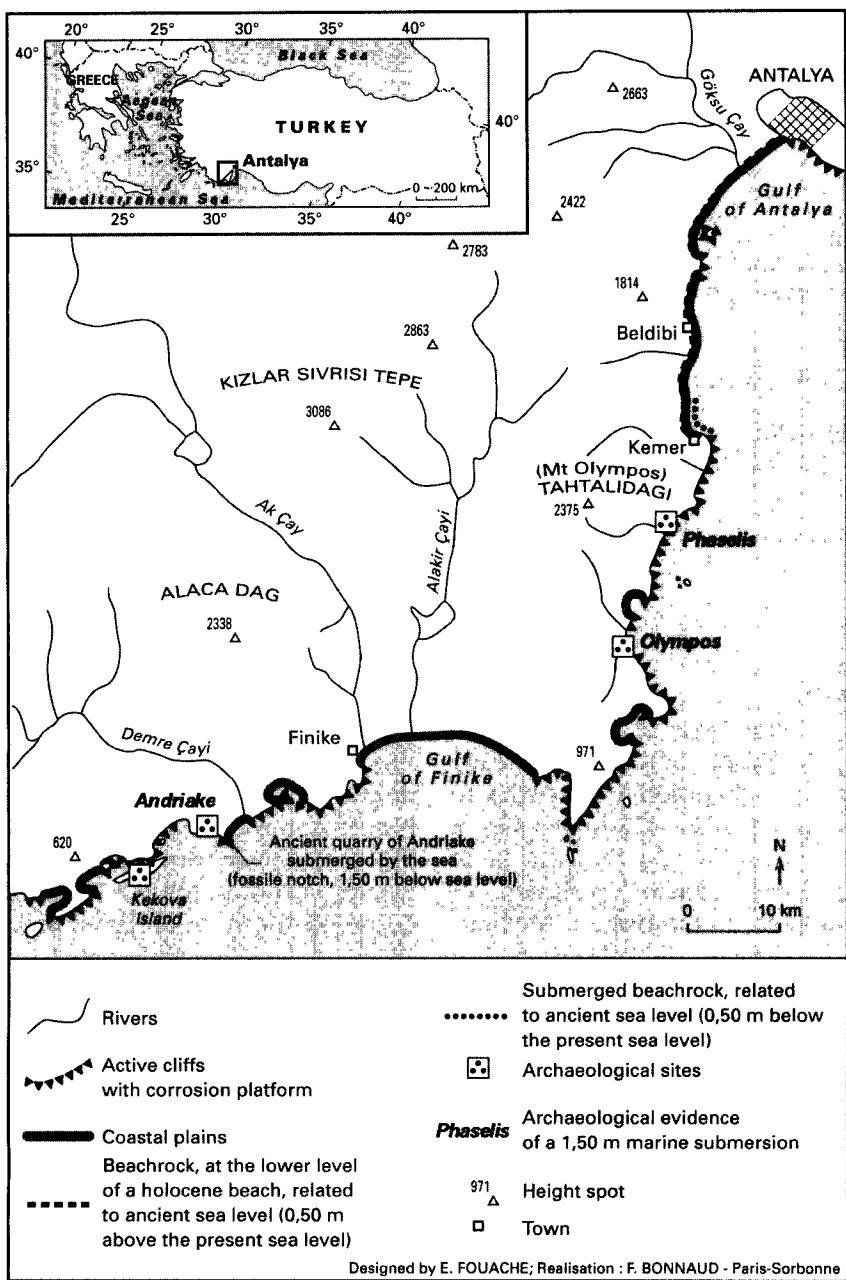 20° 30° 40°
40°
Black Sea
GREECE
Aegean
Sea
TURKEY
40°
35°
Antalya
0 ~200 km
Mediterranean Sea
25° 30° 35° 40°
ANTALYA
Göksu Çay
2663
Gulf
of Antalya
2422
2783
1814
Beldibi
2863
KIZLAR SIVRISI TEPE
3086
Kemer
(Mt Olympos)
TAHTALIDAGI
2375
Phaselis
Ak Çay
Alakir Çayi
ALACA DAG
2338
Olympos
Demre Çayi
Finike
Gulf
of Finike
971
Andriake
620
Ancient quarry of Andriake
submerged by the sea
(fossile notch, 1,50 m below sea level)
Kekova
Island
N
0 10 km
Rivers
Active cliffs
with corrosion platform
Coastal plains
Beachrock, at the lower level
of a holocene beach, related
to ancient sea level (0,50 m
above the present sea level)
Submerged beachrock, related
to ancient sea level (0,50 m below
the present sea level)
Archaeological sites
Phaselis
Archaeological evidence
of a 1,50 m marine submersion
971
Height spot
Town
Designed by E. FOUACHE; Realisation : F. BONNAUD - Paris-Sorbonne